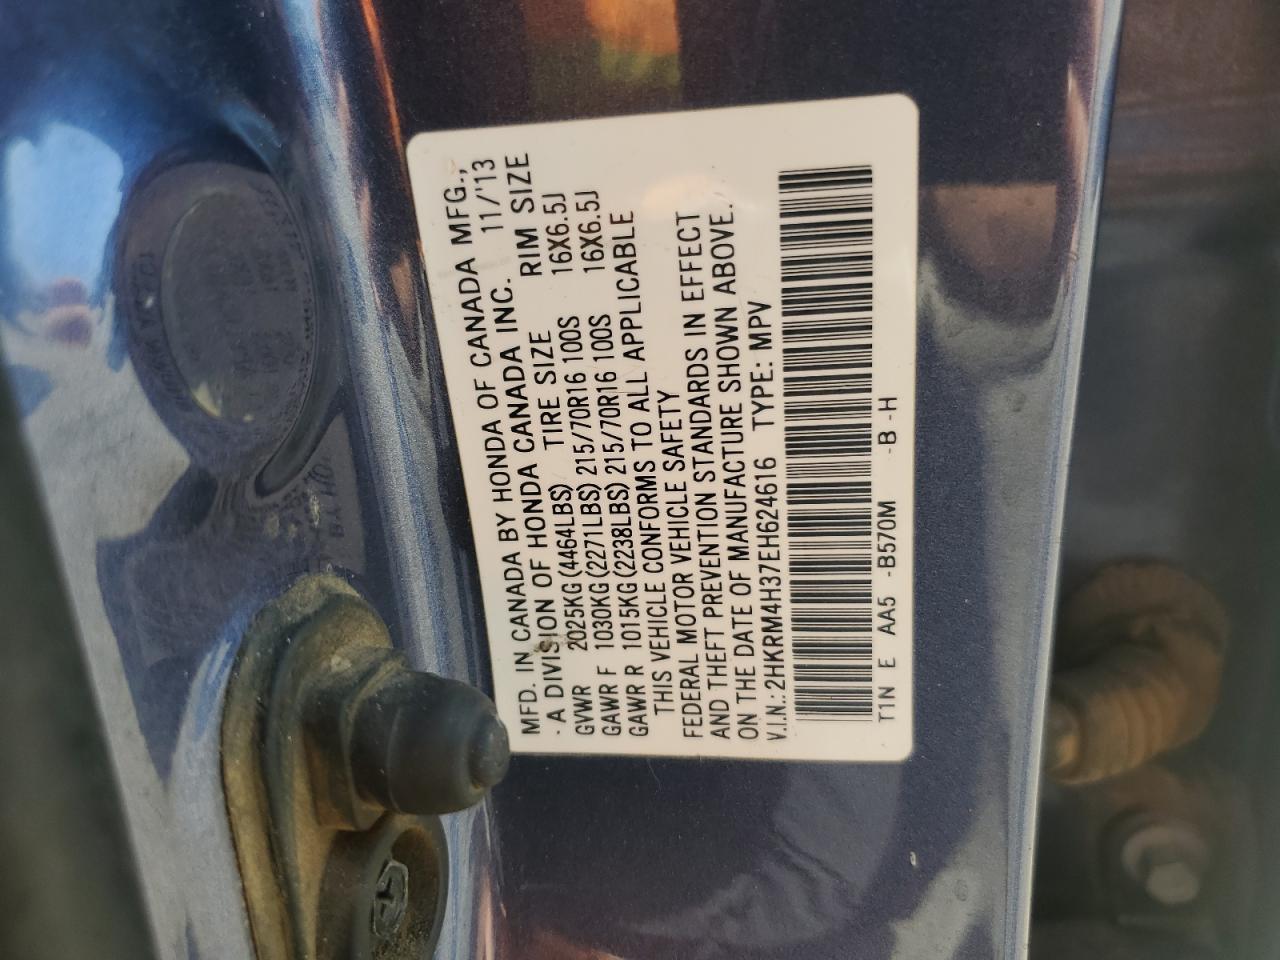 MFD. IN CANADA BY HONDA OF CANADA MFG.,
- A DIVISION OF HONDA CANADA INC. 11/'13
GVWR 2025KG (4464LBS) TIRE SIZE RIM SIZE
GAWR F 1030KG (2271LBS) 215/70R16 100S 16X6.5J
GAWR R 1015KG (2238LBS) 215/70R16 100S 16X6.5J
THIS VEHICLE CONFORMS TO ALL APPLICABLE
FEDERAL MOTOR VEHICLE SAFETY
AND THEFT PREVENTION STANDARDS IN EFFECT
ON THE DATE OF MANUFACTURE SHOWN ABOVE.
V.I.N.: 2HKRM4H37EH624616 TYPE: MPV
T1N E AA5 -B570M -B -H